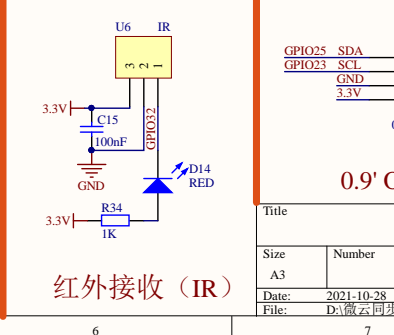 U6 IR
3 2 1
3.3V
C15
100nF
GPIO32
GND
D14
RED
R34
3.3V
1K
红外接收（IR）
GPIO25 SDA
GPIO23 SCL
GND
3.3V
0.9'
Title
Size Number
A3
Date: 2021-10-28
File: D:\微云同步
6 7